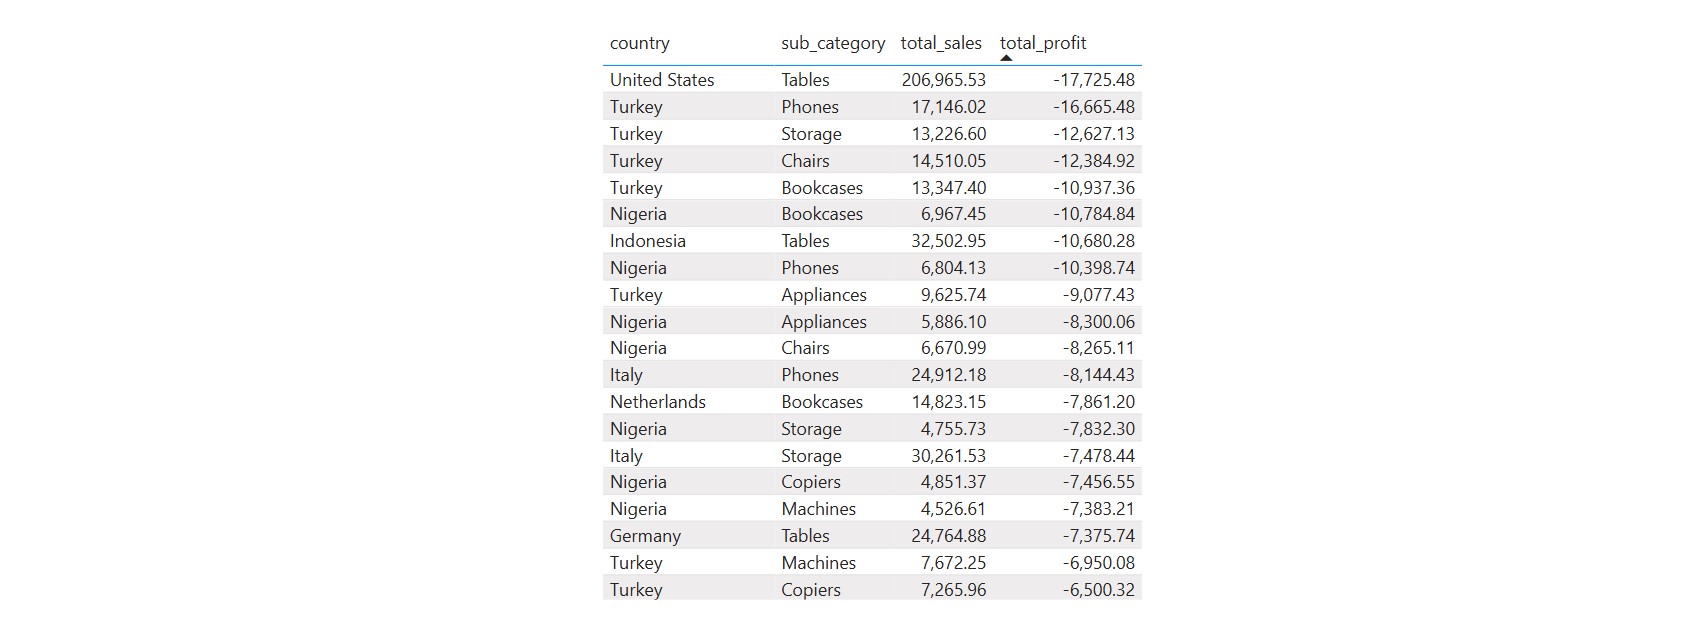 country sub_category total_sales total_profit
United States Tables 206,965.53 -17,725.48
Turkey Phones 17,146.02 -16,665.48
Turkey Storage 13,226.60 -12,627.13
Turkey Chairs 14,510.05 -12,384.92
Turkey Bookcases 13,347.40 -10,937.36
Nigeria Bookcases 6,967.45 -10,784.84
Indonesia Tables 32,502.95 -10,680.28
Nigeria Phones 6,804.13 -10,398.74
Turkey Appliances 9,625.74 -9,077.43
Nigeria Appliances 5,886.10 -8,300.06
Nigeria Chairs 6,670.99 -8,265.11
Italy Phones 24,912.18 -8,144.43
Netherlands Bookcases 14,823.15 -7,861.20
Nigeria Storage 4,755.73 -7,832.30
Italy Storage 30,261.53 -7,478.44
Nigeria Copiers 4,851.37 -7,456.55
Nigeria Machines 4,526.61 -7,383.21
Germany Tables 24,764.88 -7,375.74
Turkey Machines 7,672.25 -6,950.08
Turkey Copiers 7,265.96 -6,500.32